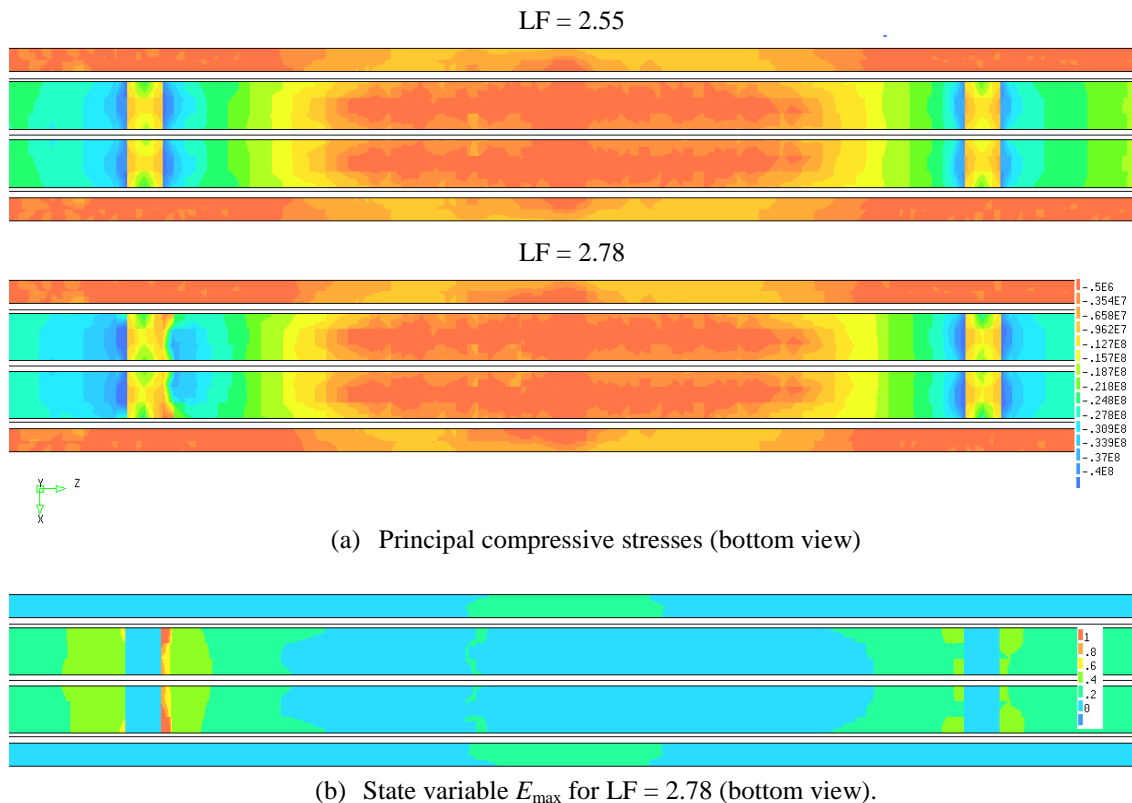 LF = 2.55
LF = 2.78
-.5E6
-.354E7
-.658E7
-.962E7
-.127E8
-.157E8
-.187E8
-.218E8
-.248E8
-.278E8
-.309E8
-.339E8
-.37E8
-.4E8
Y Z
X
(a) Principal compressive stresses (bottom view)
1
.8
.6
.4
.2
0
(b) State variable Emax for LF = 2.78 (bottom view).